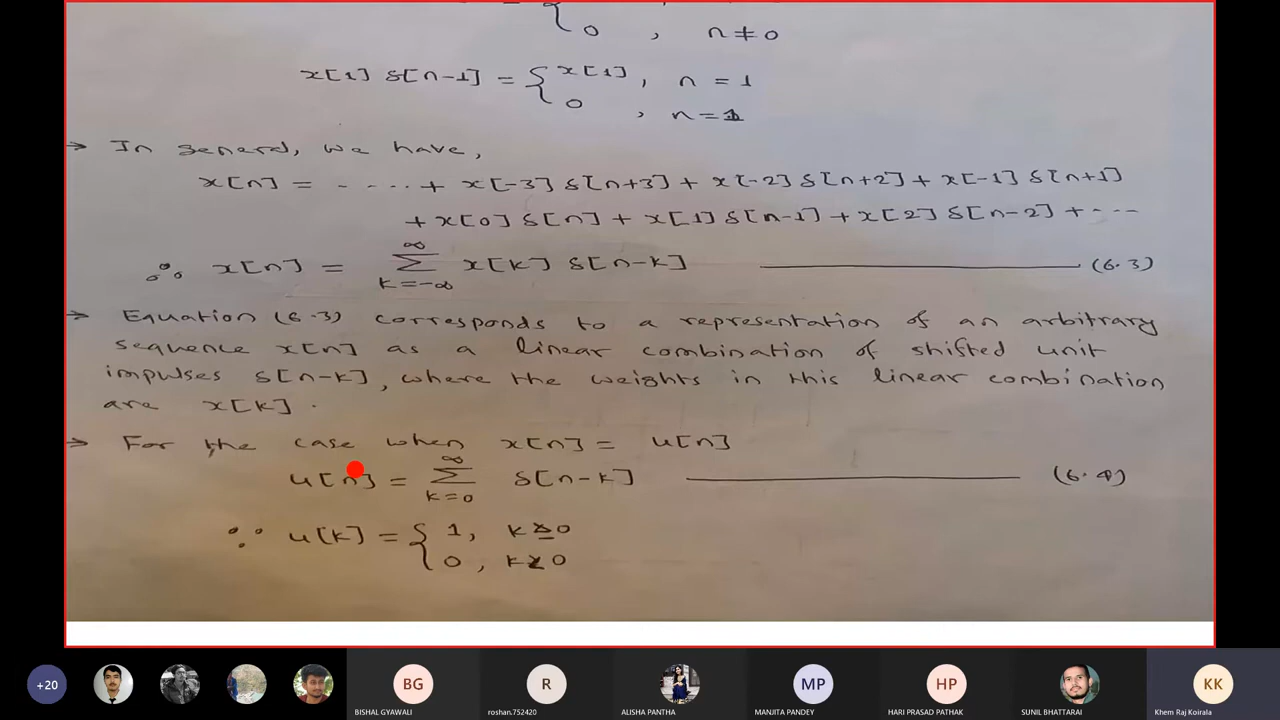 0 , n ≠ 0
x[1] δ[n-1] = { x[1] , n = 1
0 , n = 1
→ In general, we have,
x[n] = ----- + x[-3] δ[n+3] + x[-2] δ[n+2] + x[-1] δ[n+1]
+ x[0] δ[n] + x[1] δ[n-1] + x[2] δ[n-2] + ----
∴ x[n] = ∞ Σ k=-∞ x[k] δ[n-k] ——— (6.3)
→ Equation (6.3) corresponds to a representation of an arbitrary
sequence x[n] as a linear combination of shifted unit
impulses δ[n-k], where the weights in this linear combination
are x[k].
→ For the case when x[n] = u[n]
u[n] = ∞ Σ k=0 δ[n-k] ——— (6.4)
∵ u[k] = { 1, k ≥ 0
0, k < 0
+20
BG
R
MP
HP
KK
BISHAL GYAWALI
roshan.752420
ALISHA PANTHA
MANJITA PANDEY
HARI PRASAD PATHAK
SUNIL BHATTARAI
Khem Raj Koirala